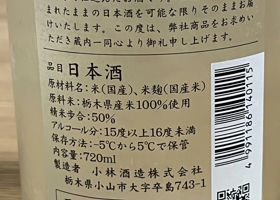 まれたままの日本酒を可能な限りそのままお届
けいたします。この度は、弊社商品をお求めい
ただき蔵内一同心より御礼申し上げます。
品目 日本酒
原材料名：米(国産)、米麹(国産米)
原料米：栃木県産米100％使用
精米歩合：50％
アルコール分：15度以上16度未満
保存方法：-5℃から5℃で保管
内容量：720ml
製造者 小林酒造株式会社
栃木県小山市大字卒島743-1
4991186140115